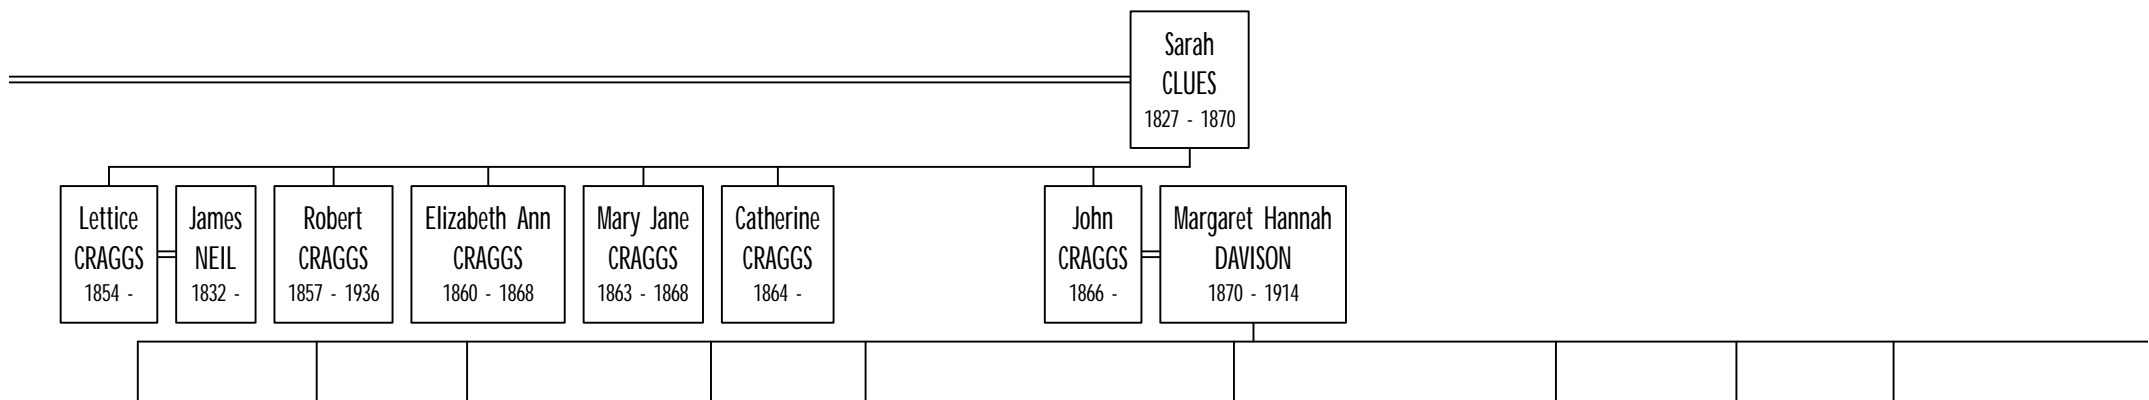 Sarah
CLUES
1827 - 1870
Lettice
CRAGGS
1854 -
James
NEIL
1832 -
Robert
CRAGGS
1857 - 1936
Elizabeth Ann
CRAGGS
1860 - 1868
Mary Jane
CRAGGS
1863 - 1868
Catherine
CRAGGS
1864 -
John
CRAGGS
1866 -
Margaret Hannah
DAVISON
1870 - 1914